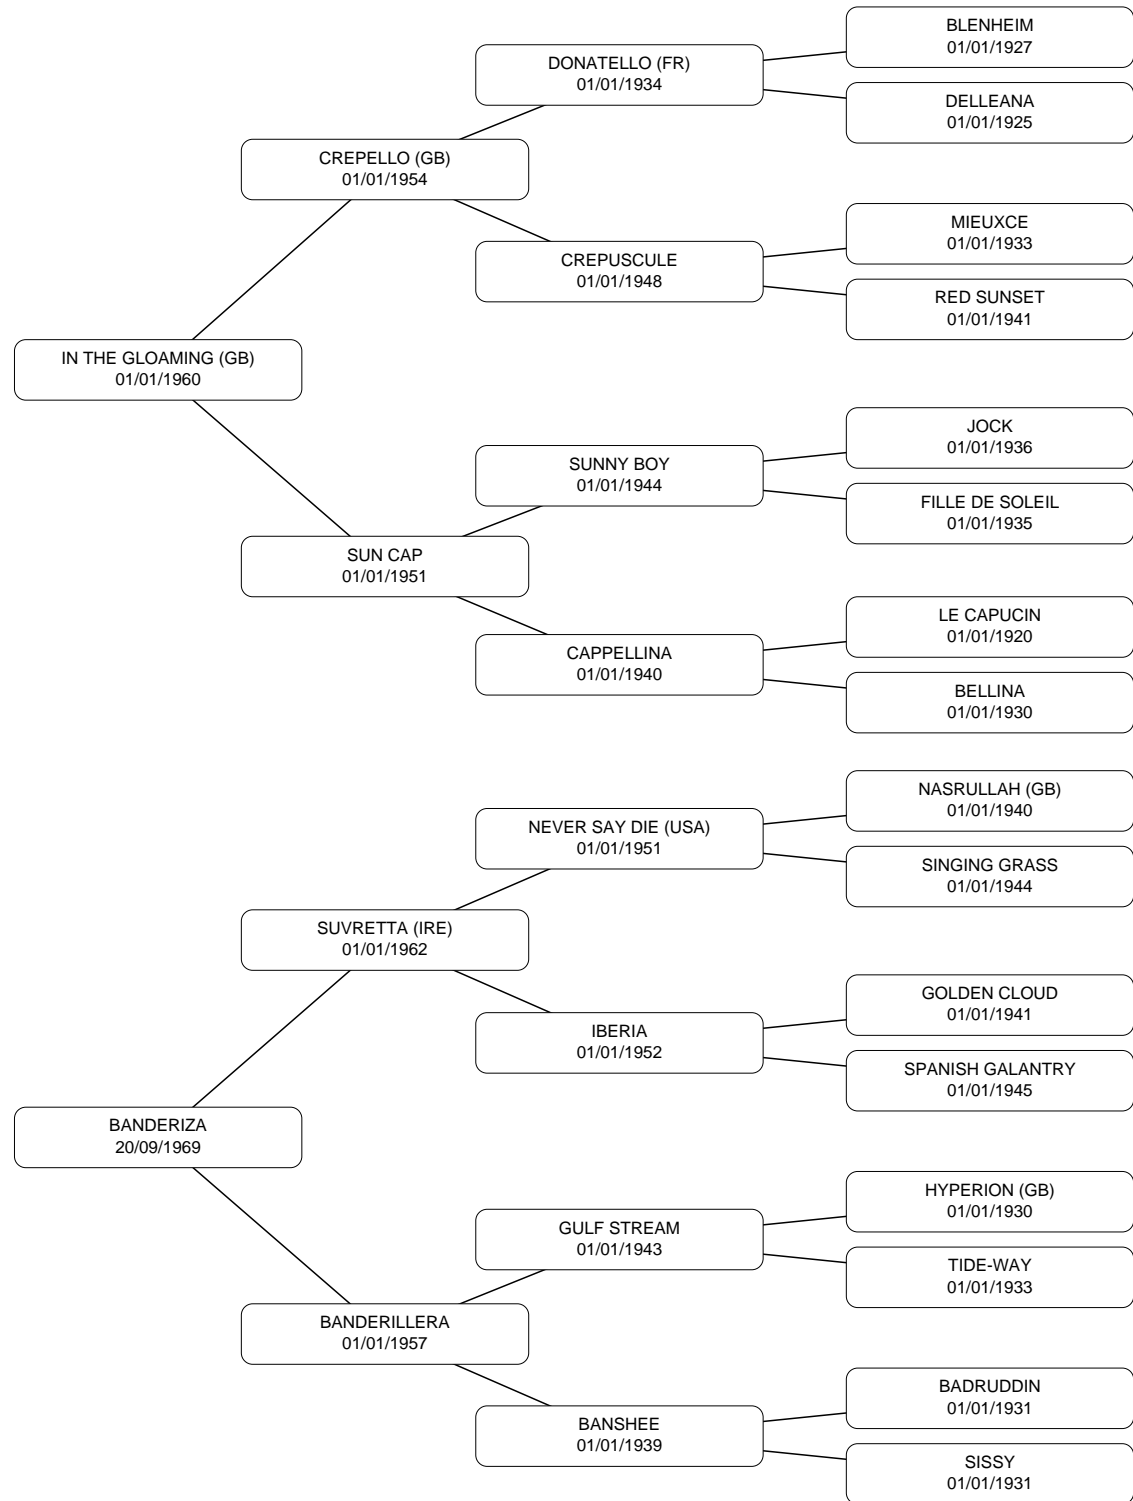 BLENHEIM
01/01/1927
DONATELLO (FR)
01/01/1934
DELLEANA
01/01/1925
CREPELLO (GB)
01/01/1954
MIEUXCE
01/01/1933
CREPUSCULE
01/01/1948
RED SUNSET
01/01/1941
IN THE GLOAMING (GB)
01/01/1960
JOCK
01/01/1936
SUNNY BOY
01/01/1944
FILLE DE SOLEIL
01/01/1935
SUN CAP
01/01/1951
LE CAPUCIN
01/01/1920
CAPPELLINA
01/01/1940
BELLINA
01/01/1930
NASRULLAH (GB)
01/01/1940
NEVER SAY DIE (USA)
01/01/1951
SINGING GRASS
01/01/1944
SUVRETTA (IRE)
01/01/1962
GOLDEN CLOUD
01/01/1941
IBERIA
01/01/1952
SPANISH GALANTRY
01/01/1945
BANDERIZA
20/09/1969
HYPERION (GB)
01/01/1930
GULF STREAM
01/01/1943
TIDE-WAY
01/01/1933
BANDERILLERA
01/01/1957
BADRUDDIN
01/01/1931
BANSHEE
01/01/1939
SISSY
01/01/1931